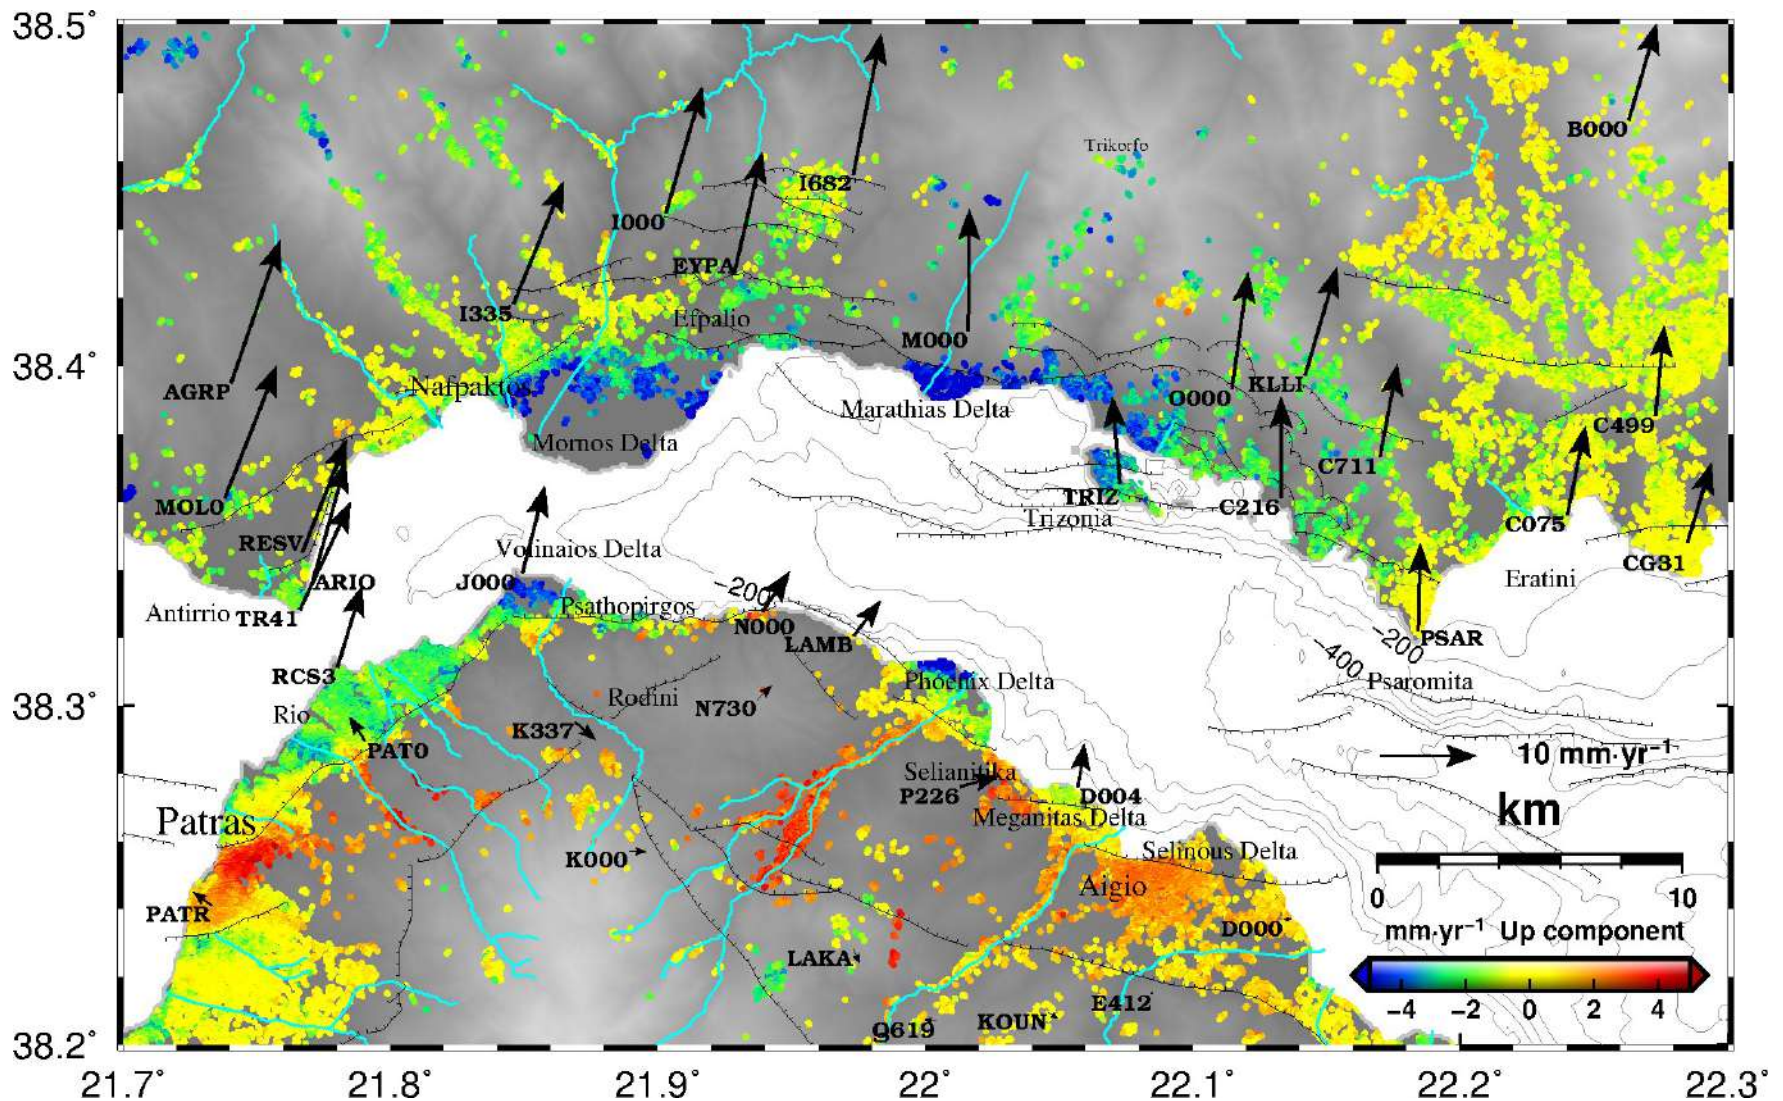 38.5°
B000
Trikorfo
I682
I000
EYPA
I335
Efpalio
M000
38.4°
AGRP
Nafpaktos
KLLI
O000
Marathias Delta
C499
Mornos Delta
C711
MOLO
TRIZ
C216
Trizonia
C075
RESV
Volinaios Delta
CG31
ARIO
J000
Eratini
Antirrio
TR41
Psathopirgos
−200
N000
LAMB
PSAR
−200
−400
RCS3
Phoenix Delta
Psaromita
38.3°
Rodini
N730
Rio
K337
PAT0
10 mm·yr⁻¹
Selianitika
P226
D004
Patras
Meganitas Delta
km
Selinous Delta
K000
Aigio
0
10
PATR
D000
mm·yr⁻¹ Up component
LAKA
E412
−4
−2
0
2
4
Q619
KOUN
38.2°
21.7°
21.8°
21.9°
22°
22.1°
22.2°
22.3°